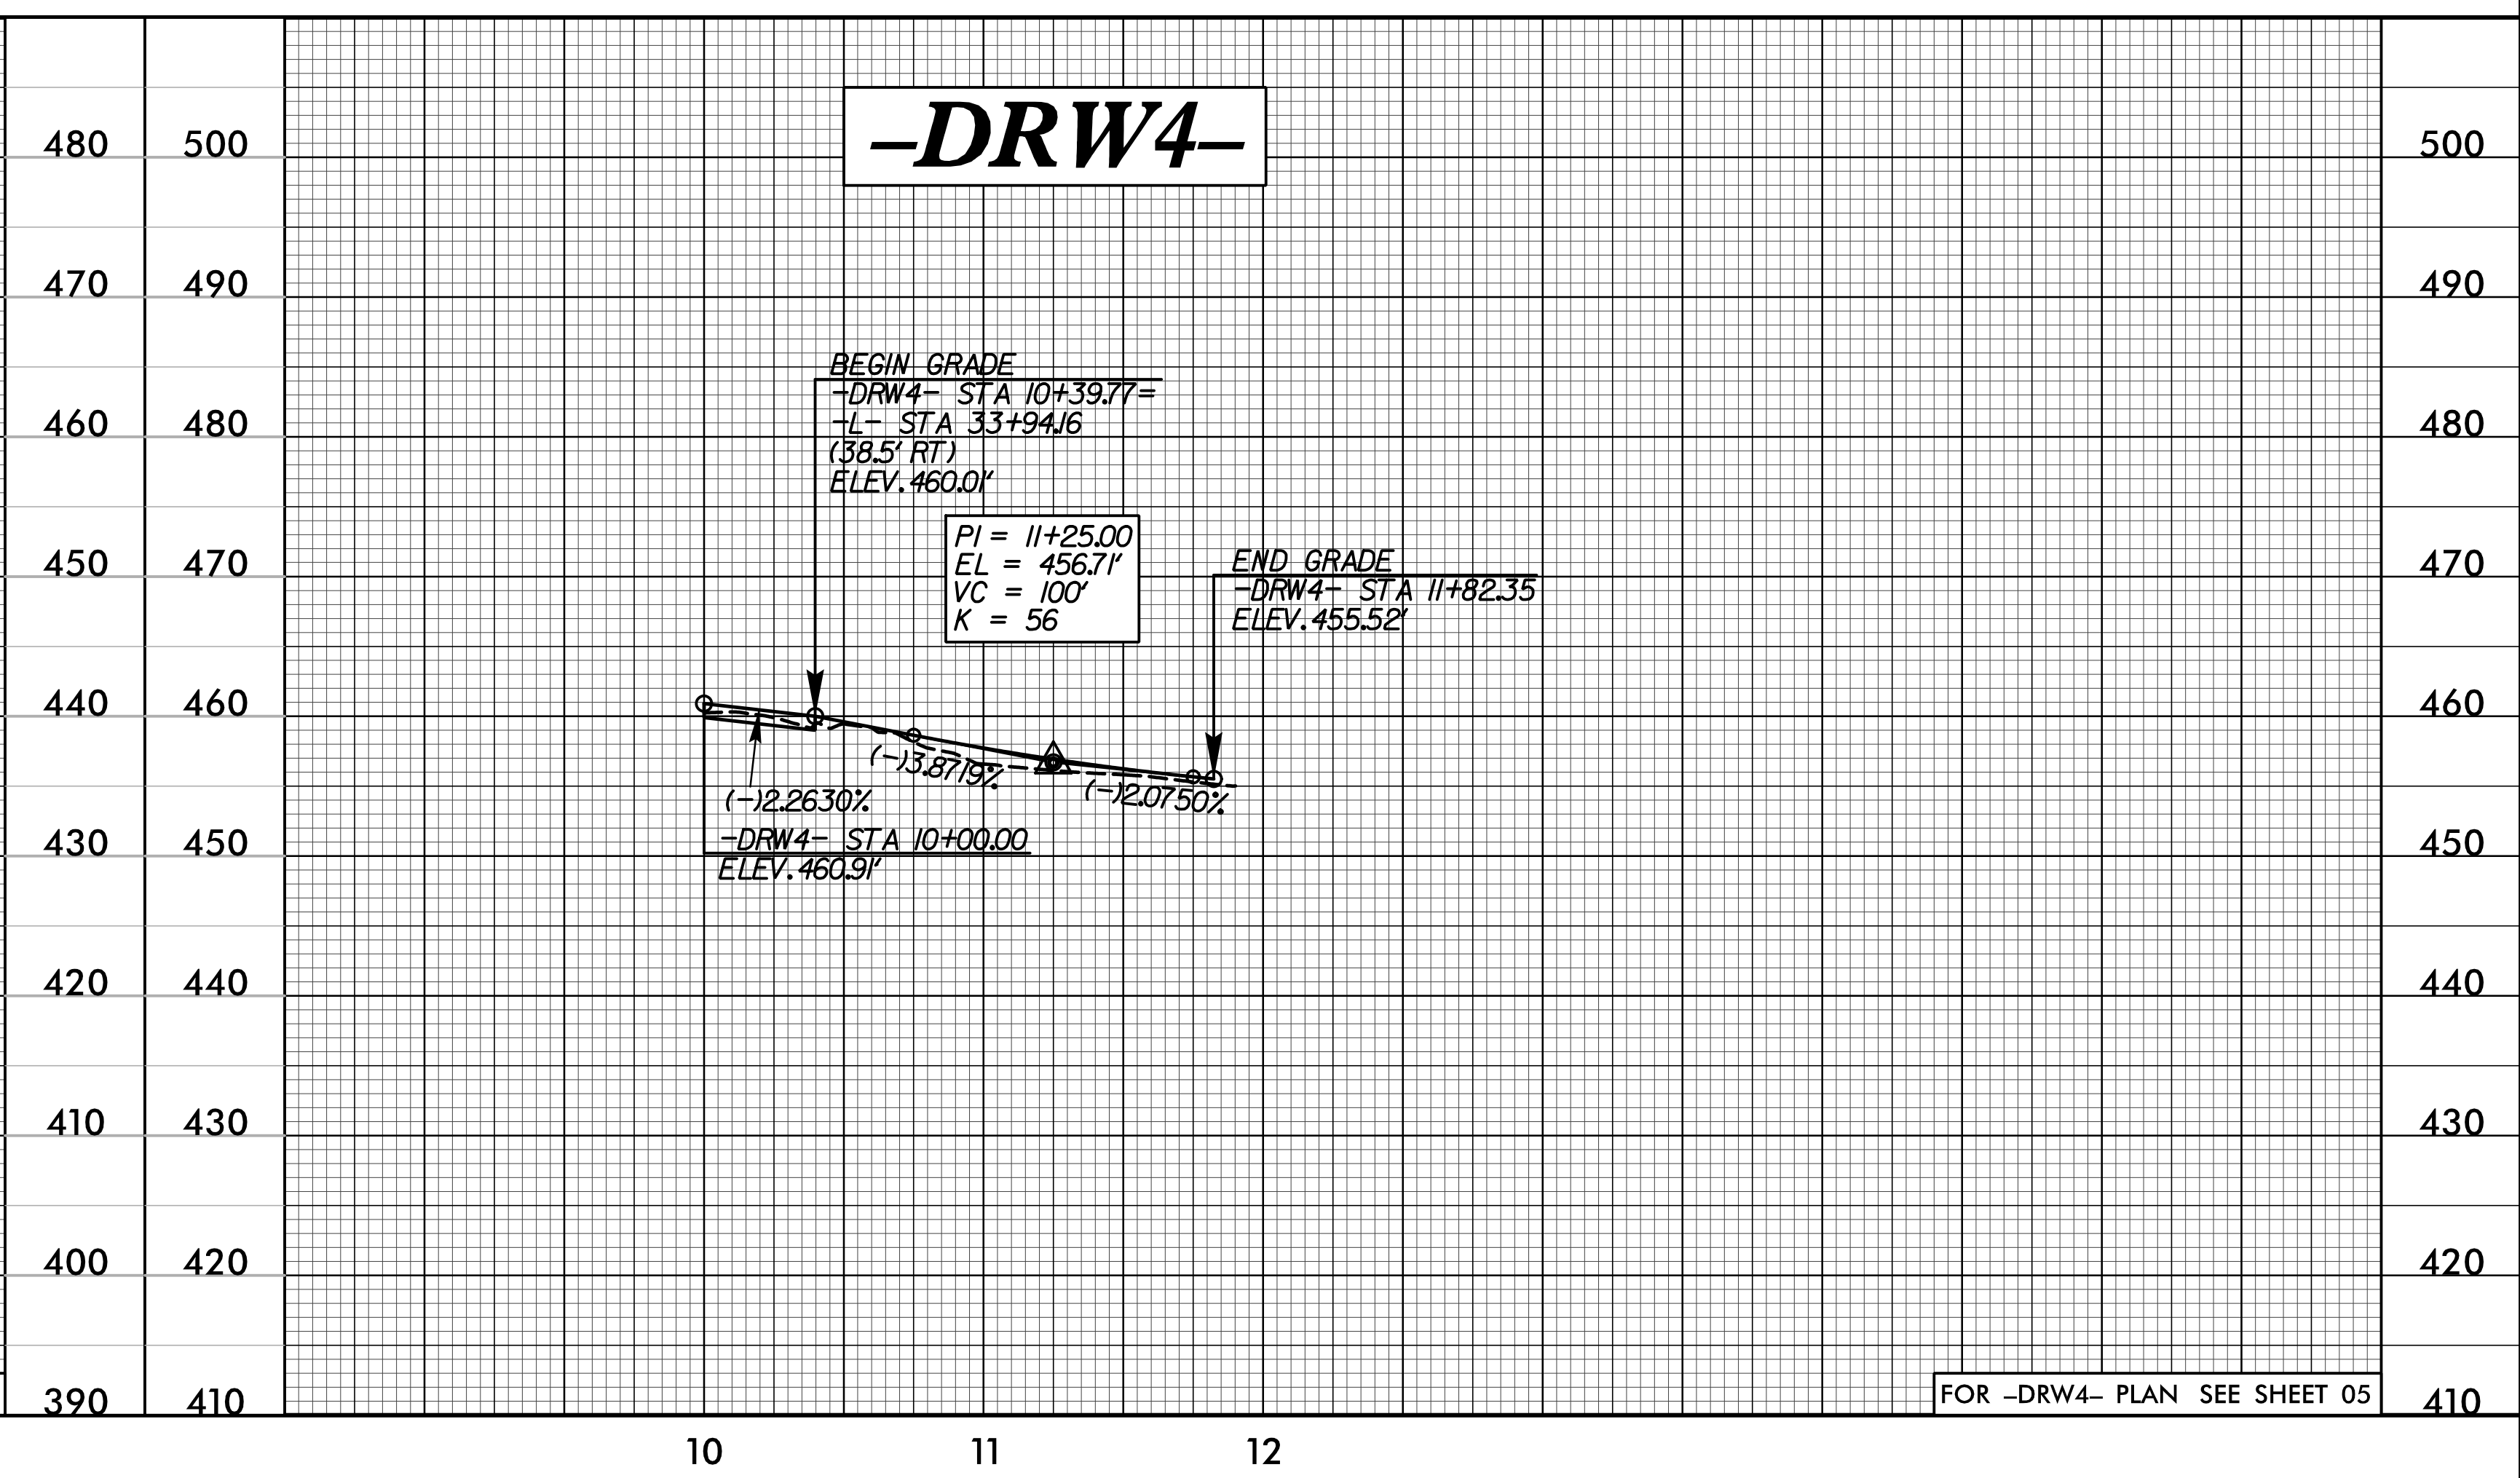 –DRW4–
480 500 500
470 490 490
BEGIN GRADE
-DRW4- STA 10+39.77=
-L- STA 33+94.16
(38.5' RT)
ELEV. 460.01'
460 480 480
PI = 11+25.00
EL = 456.71'
VC = 100'
K = 56
END GRADE
-DRW4- STA 11+82.35
ELEV. 455.52'
450 470 470
440 460 460
(-)3.8719%
(-)2.0750%
(-)2.2630%
-DRW4- STA 10+00.00
ELEV. 460.91'
430 450 450
420 440 440
410 430 430
400 420 420
390 410 410
FOR –DRW4– PLAN SEE SHEET 05
10 11 12